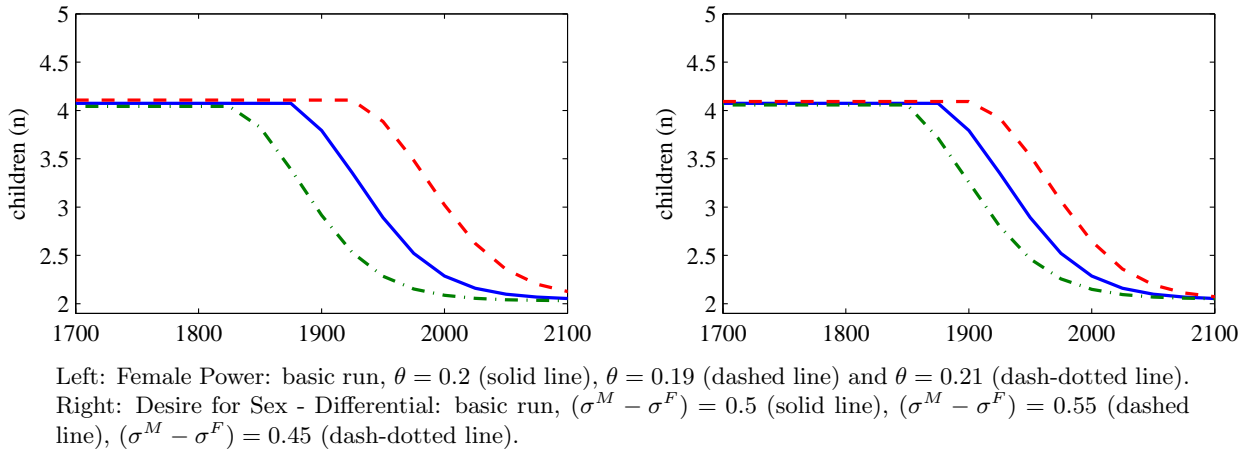 5
4.5
4
3.5
3
2.5
2
children (n)
1700 1800 1900 2000 2100
5
4.5
4
3.5
3
2.5
2
children (n)
1700 1800 1900 2000 2100
Left: Female Power: basic run, θ = 0.2 (solid line), θ = 0.19 (dashed line) and θ = 0.21 (dash-dotted line).
Right: Desire for Sex - Differential: basic run, (σ^M − σ^F) = 0.5 (solid line), (σ^M − σ^F) = 0.55 (dashed
line), (σ^M − σ^F) = 0.45 (dash-dotted line).